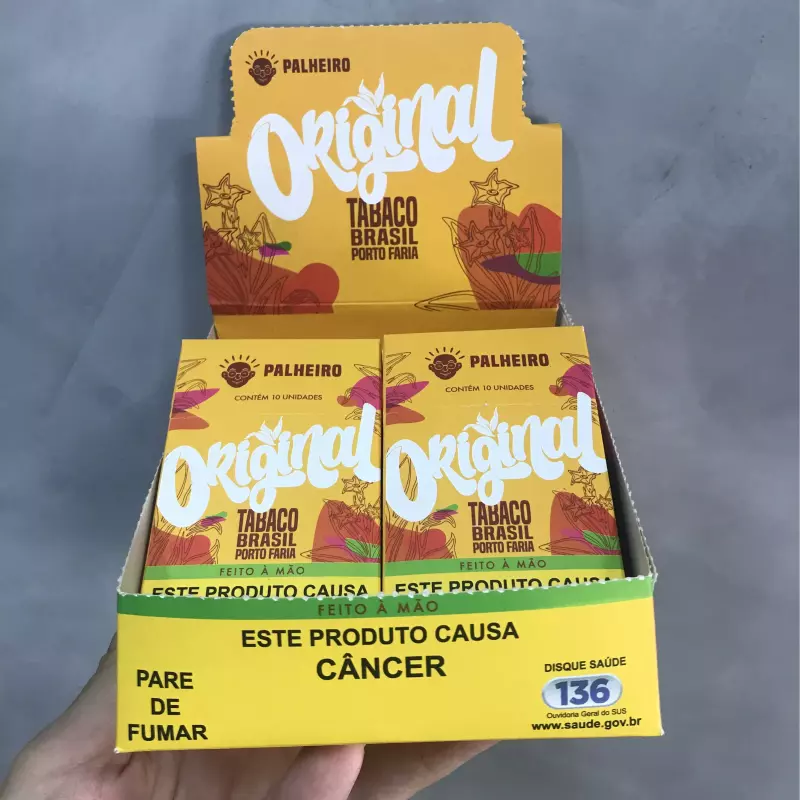 PALHEIRO
Original
TABACO
BRASIL
PORTO FARIA
PALHEIRO
CONTÉM 10 UNIDADES
Original
TABACO
BRASIL
PORTO FARIA
FEITO À MÃO
ESTE PRODUTO CAUSA
PALHEIRO
CONTÉM 10 UNIDADES
Original
TABACO
BRASIL
PORTO FARIA
FEITO À MÃO
ESTE PRODUTO CAUSA
FEITO À MÃO
ESTE PRODUTO CAUSA
CÂNCER
PARE
DE
FUMAR
DISQUE SAÚDE
136
Ouvidoria Geral do SUS
www.saude.gov.br